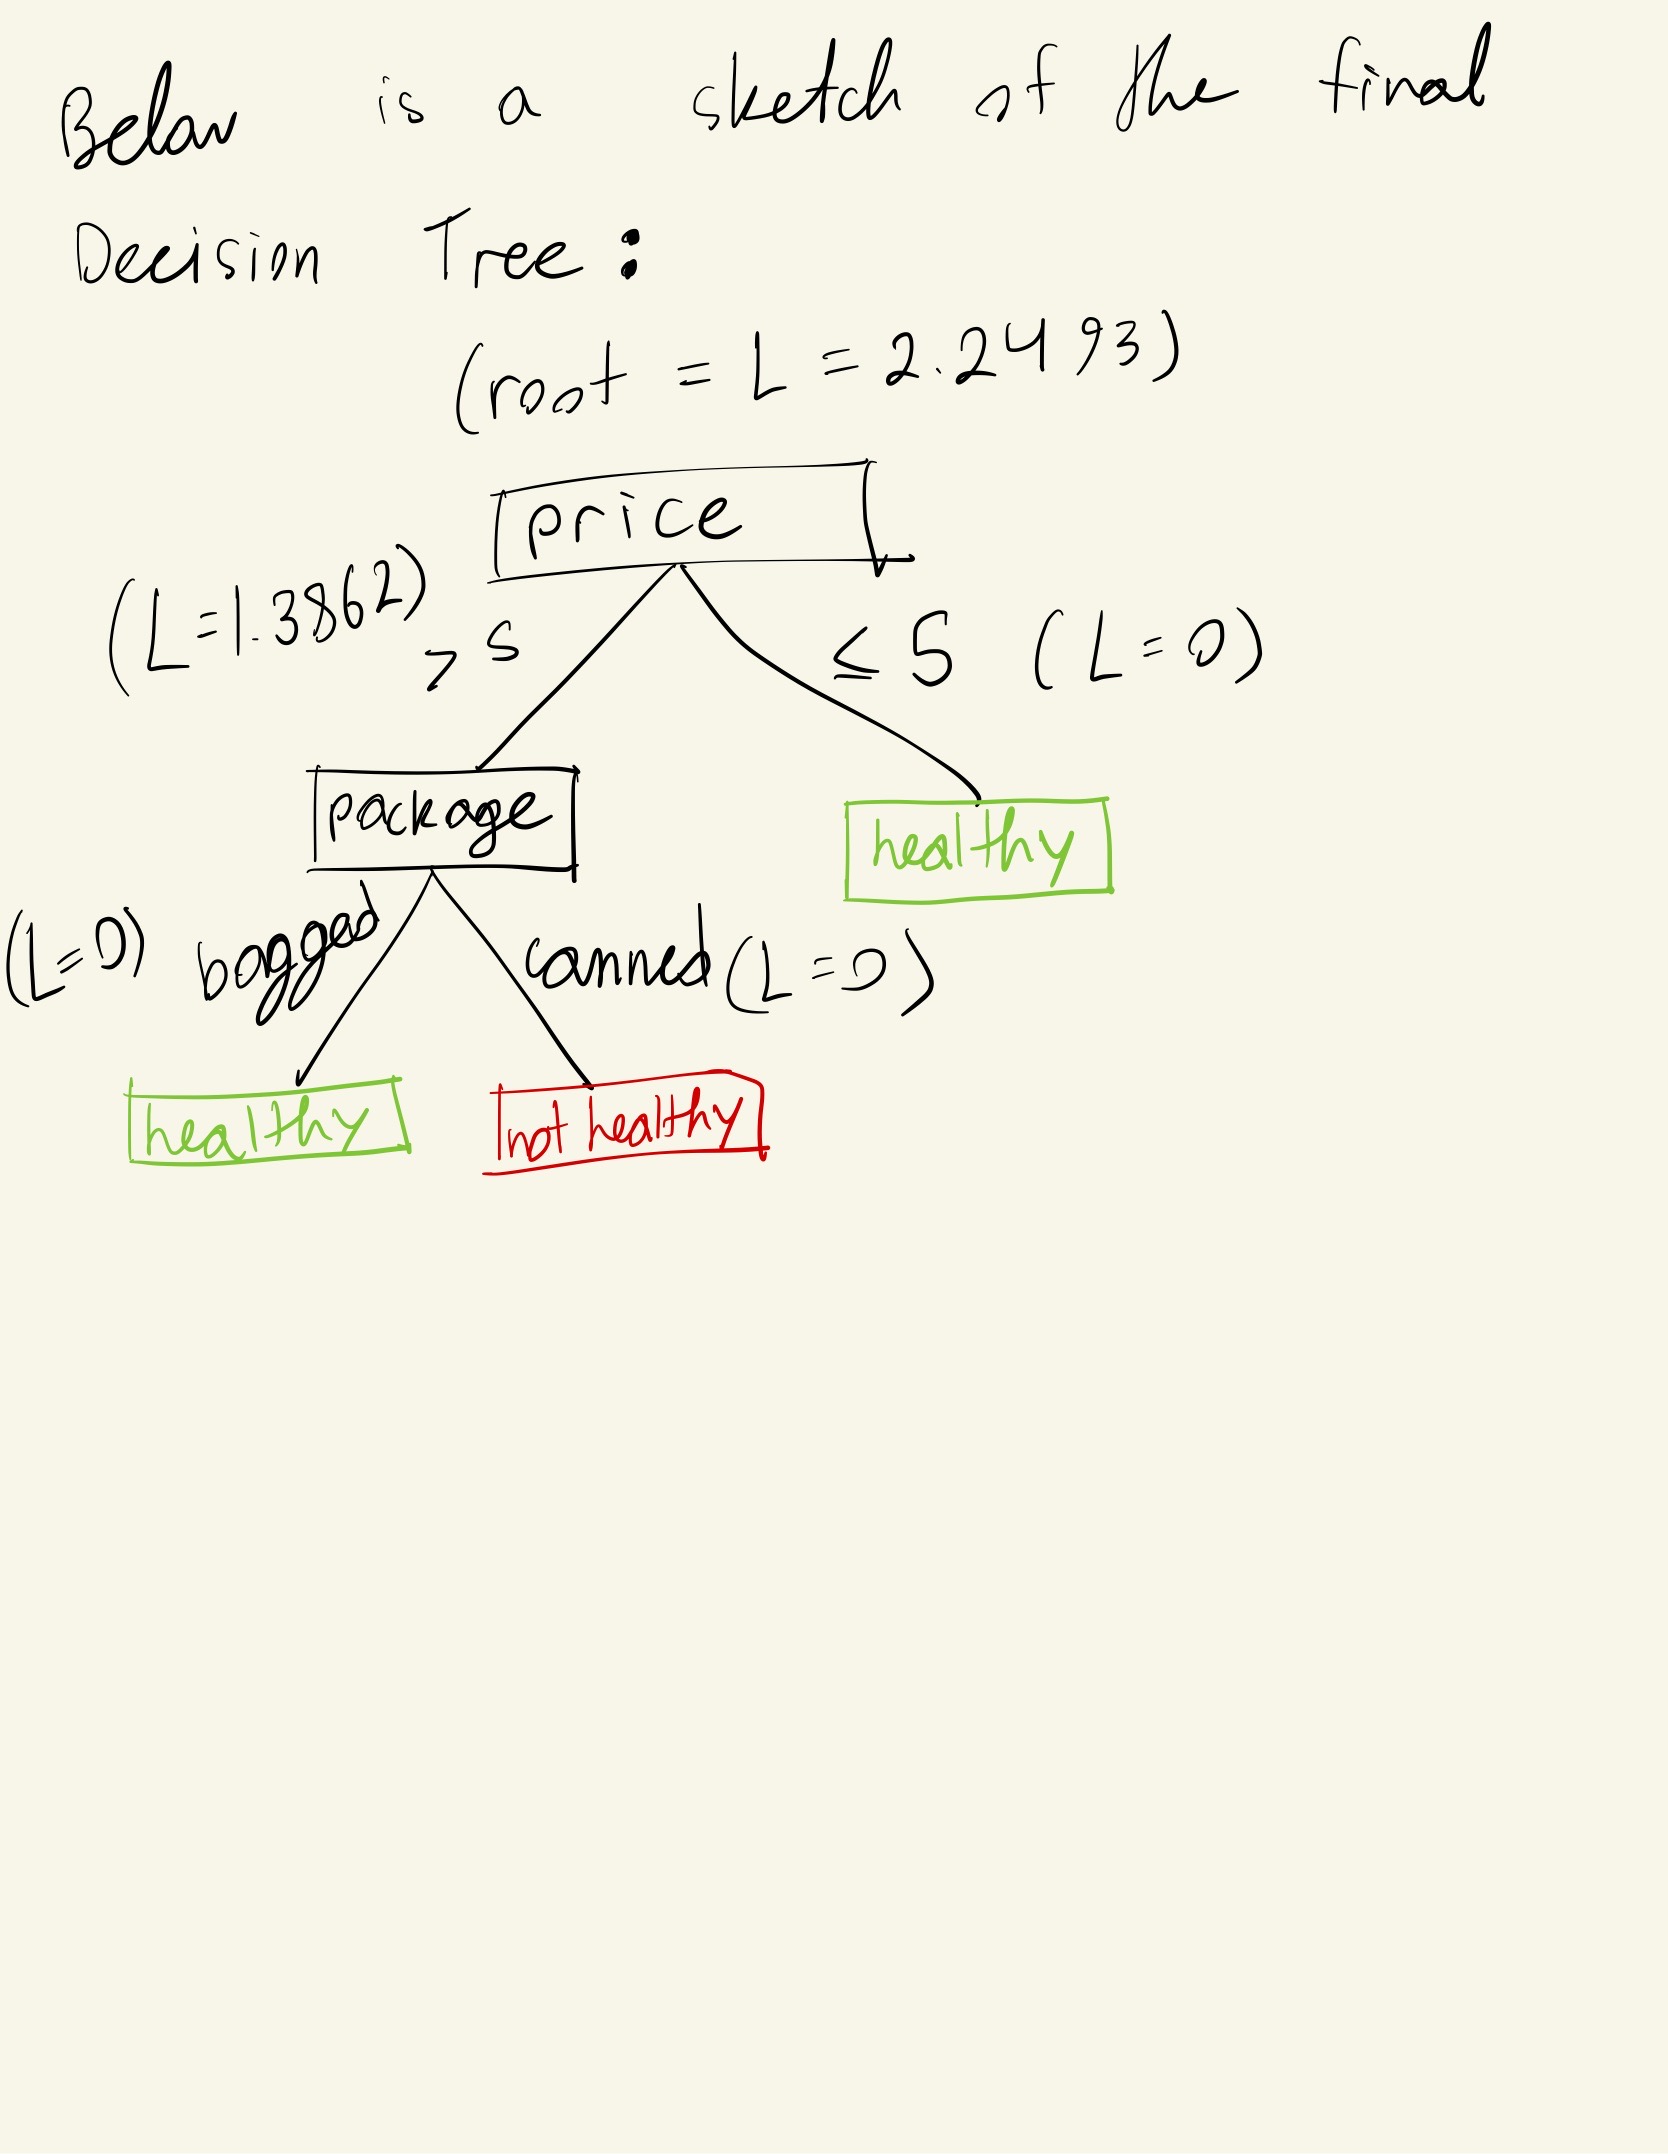 Below is a sketch of the final
Decision Tree:
(root = L = 2.2493)
price
(L=1.3862) > 5
≤ 5 (L=0)
package
healthy
(L=0) bagged
canned (L=0)
healthy
not healthy